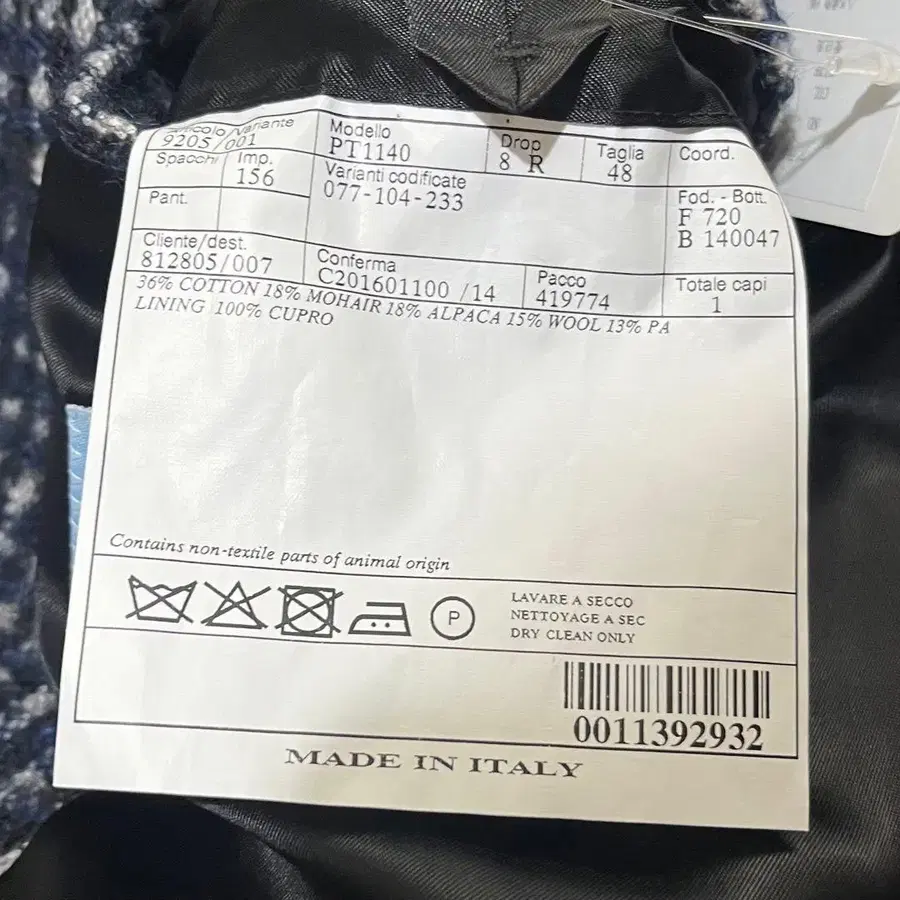 Articolo/Variante
9205/001
Modello
PT1140
Drop
8 R
Taglia
48
Coord.
Spacchi
Imp.
156
Varianti codificate
077-104-233
Fod. - Bott.
F 720
B 140047
Pant.
Cliente/dest.
812805/007
Conferma
C201601100 /14
Pacco
419774
Totale capi
1
36% COTTON 18% MOHAIR 18% ALPACA 15% WOOL 13% PA
LINING 100% CUPRO
Contains non-textile parts of animal origin
P
LAVARE A SECCO
NETTOYAGE A SEC
DRY CLEAN ONLY
0011392932
MADE IN ITALY